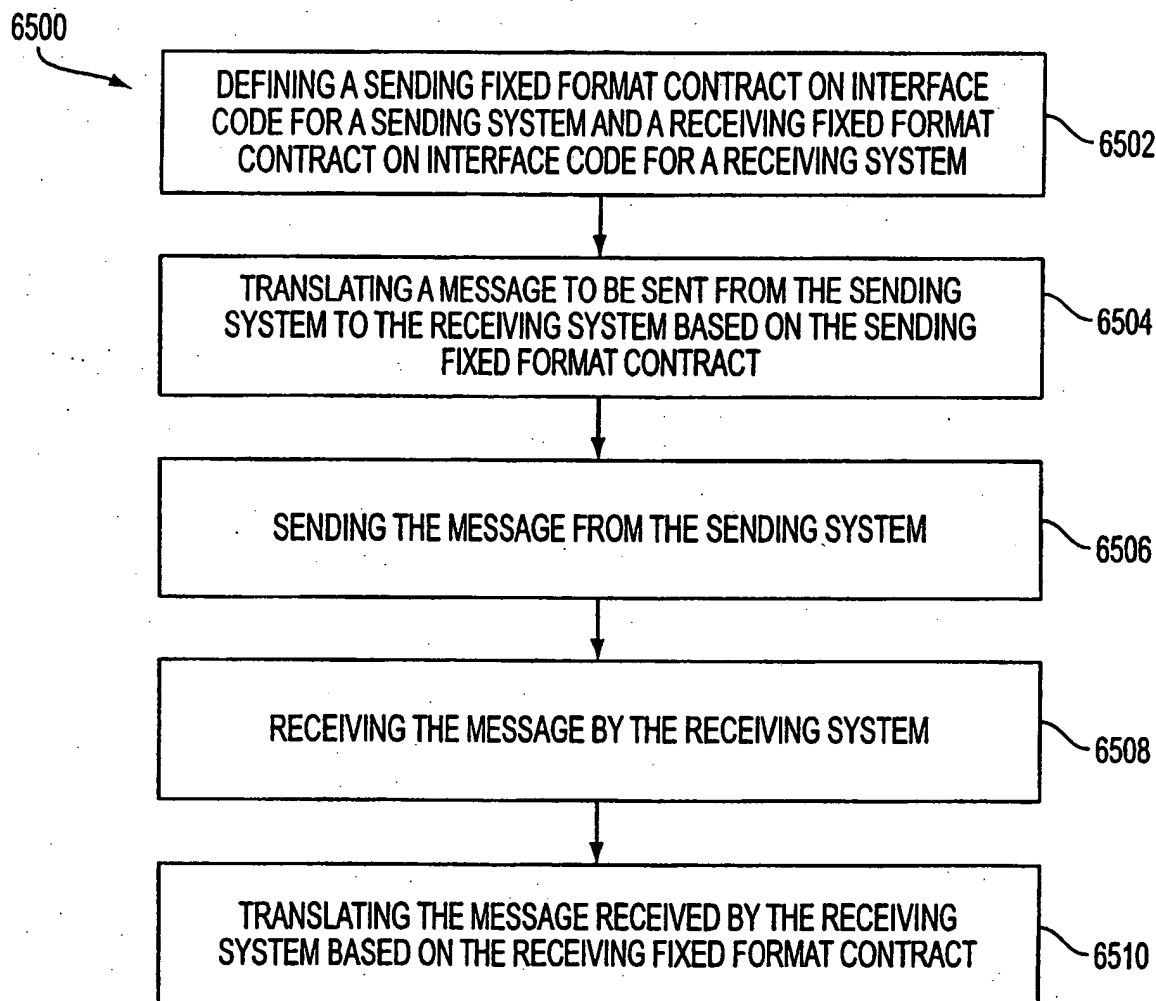 6500
DEFINING A SENDING FIXED FORMAT CONTRACT ON INTERFACE
CODE FOR A SENDING SYSTEM AND A RECEIVING FIXED FORMAT
CONTRACT ON INTERFACE CODE FOR A RECEIVING SYSTEM
6502
TRANSLATING A MESSAGE TO BE SENT FROM THE SENDING
SYSTEM TO THE RECEIVING SYSTEM BASED ON THE SENDING
FIXED FORMAT CONTRACT
6504
SENDING THE MESSAGE FROM THE SENDING SYSTEM
6506
RECEIVING THE MESSAGE BY THE RECEIVING SYSTEM
6508
TRANSLATING THE MESSAGE RECEIVED BY THE RECEIVING
SYSTEM BASED ON THE RECEIVING FIXED FORMAT CONTRACT
6510